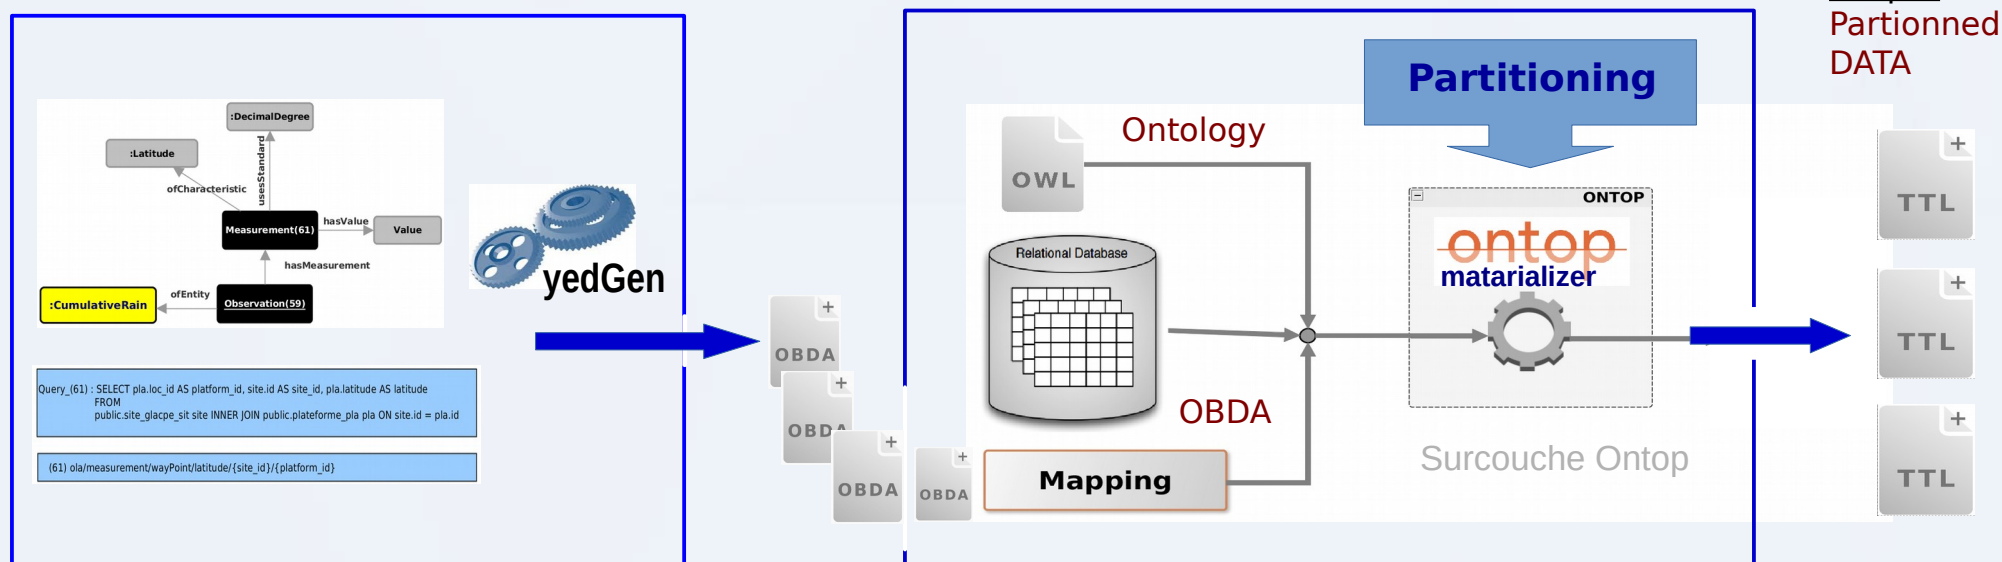 :DecimalDegree
:Latitude
usesStandard
ofCharacteristic
Measurement(61)
hasValue
Value
hasMeasurement
ofEntity
:CumulativeRain
Observation(59)
Query_(61) : SELECT pla.loc_id AS platform_id, site.id AS site_id, pla.latitude AS latitude
FROM
public.site_glacpe_sit site INNER JOIN public.plateforme_pla pla ON site.id = pla.id
(61) ola/measurement/wayPoint/latitude/{site_id}/{platform_id}
yedGen
OBDA
OBDA
OBDA
OBDA
Partitioning
Ontology
OWL
Relational Database
OBDA
Mapping
ONTOP
ontop
matarializer
Surcouche Ontop
Partionned
DATA
TTL
TTL
TTL